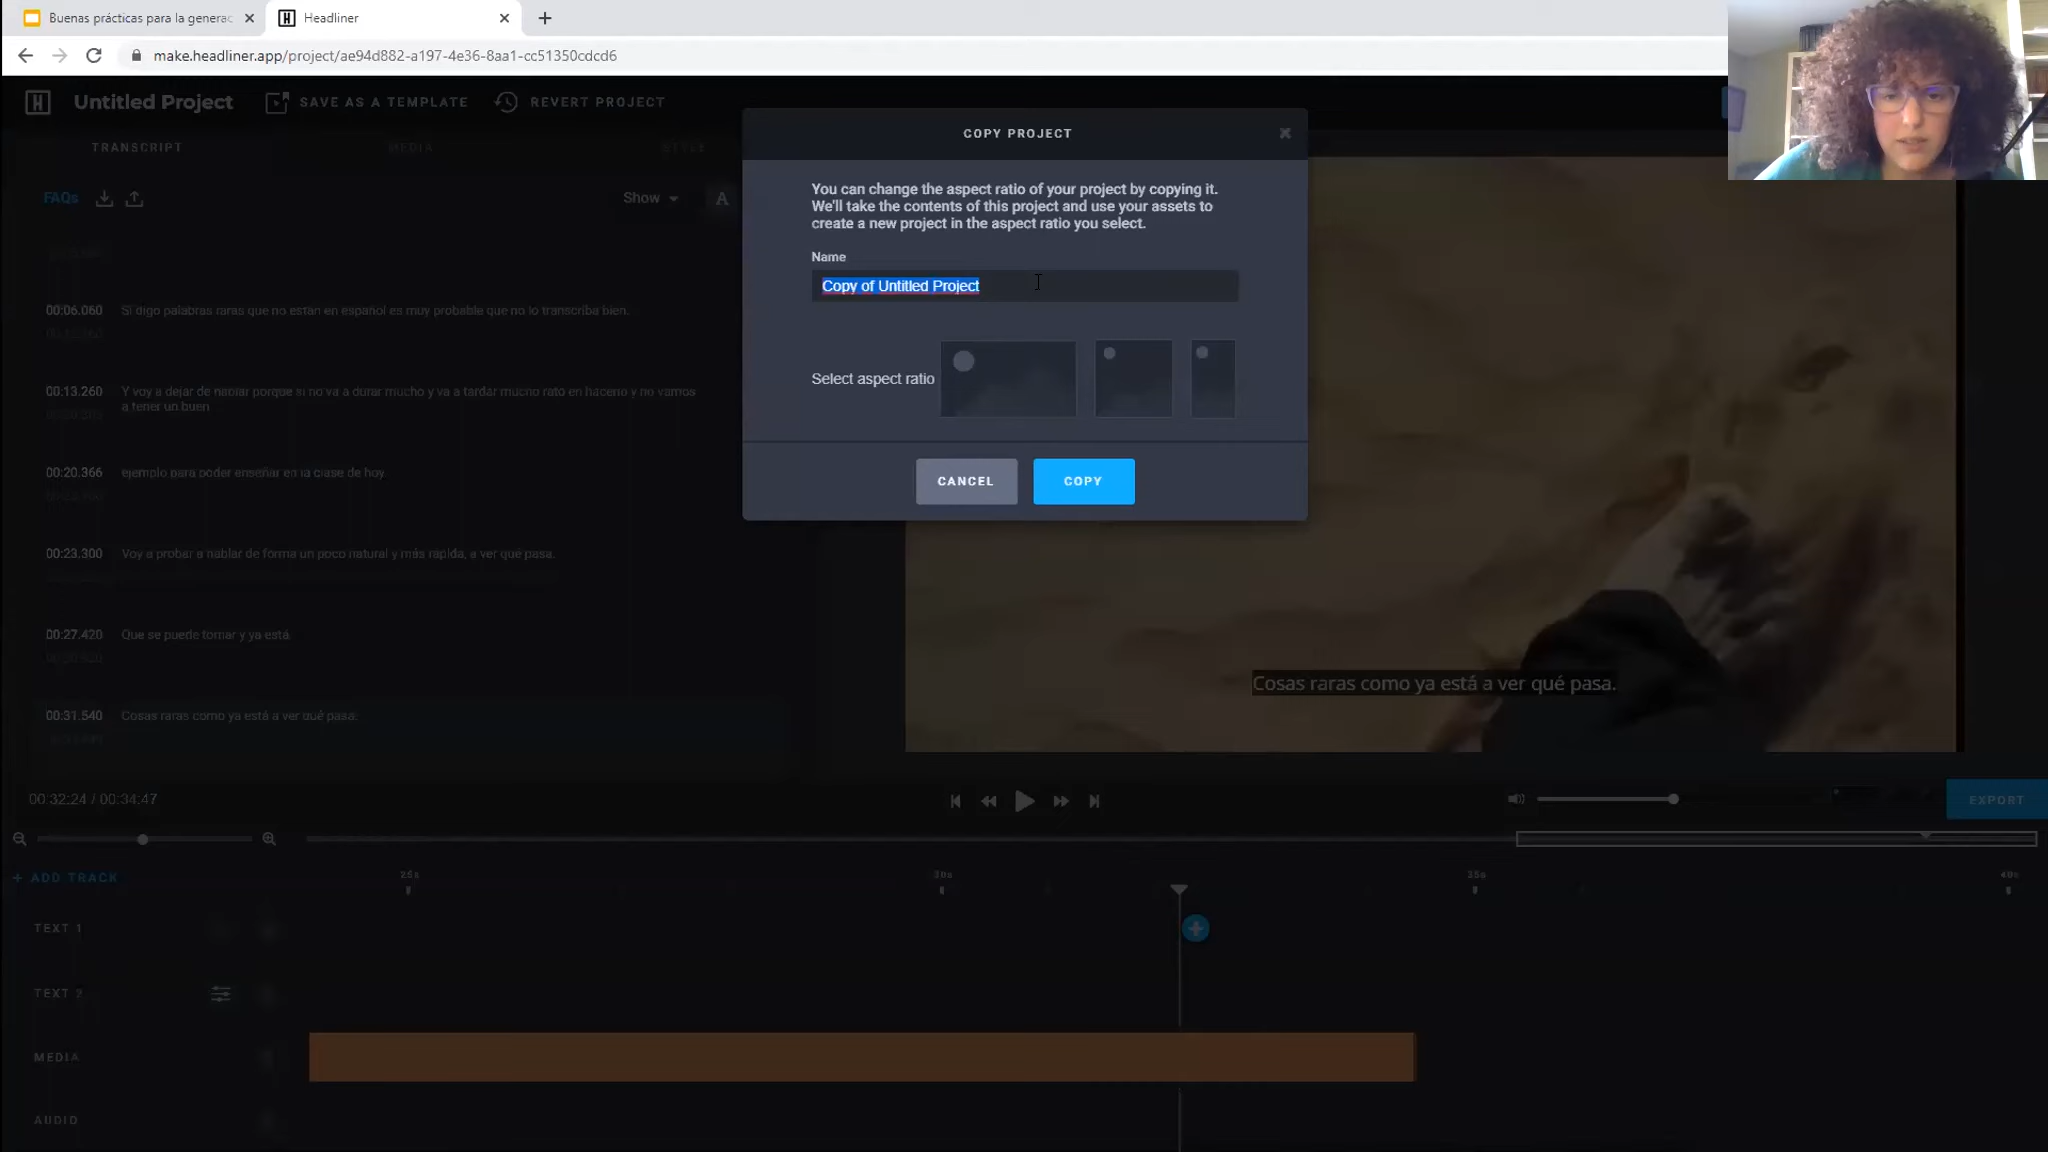 Buenas prácticas para la generac
Headliner
make.headliner.app/project/ae94d882-a197-4e36-8aa1-cc51350cdcd6
Untitled Project
SAVE AS A TEMPLATE
REVERT PROJECT
TRANSCRIPT
MEDIA
STYLE
FAQs
Show
A
00:06.060 Si digo palabras raras que no están en español es muy probable que no lo transcriba bien.
00:13.260 Y voy a dejar de hablar porque si no va a durar mucho y va a tardar mucho rato en hacerlo y no vamos
a tener un buen
00:20.366 ejemplo para poder enseñar en la clase de hoy.
00:23.300 Voy a probar a hablar de forma un poco natural y más rápida, a ver qué pasa.
00:27.420 Que se puede tomar y ya está
00:31.540 Cosas raras como ya está a ver qué pasa.
COPY PROJECT
You can change the aspect ratio of your project by copying it.
We'll take the contents of this project and use your assets to
create a new project in the aspect ratio you select.
Name
Copy of Untitled Project
Select aspect ratio
CANCEL
COPY
Cosas raras como ya está a ver qué pasa.
00:32:24 / 00:34:47
EXPORT
+ ADD TRACK
25s
30s
35s
40s
TEXT 1
TEXT 2
MEDIA
AUDIO